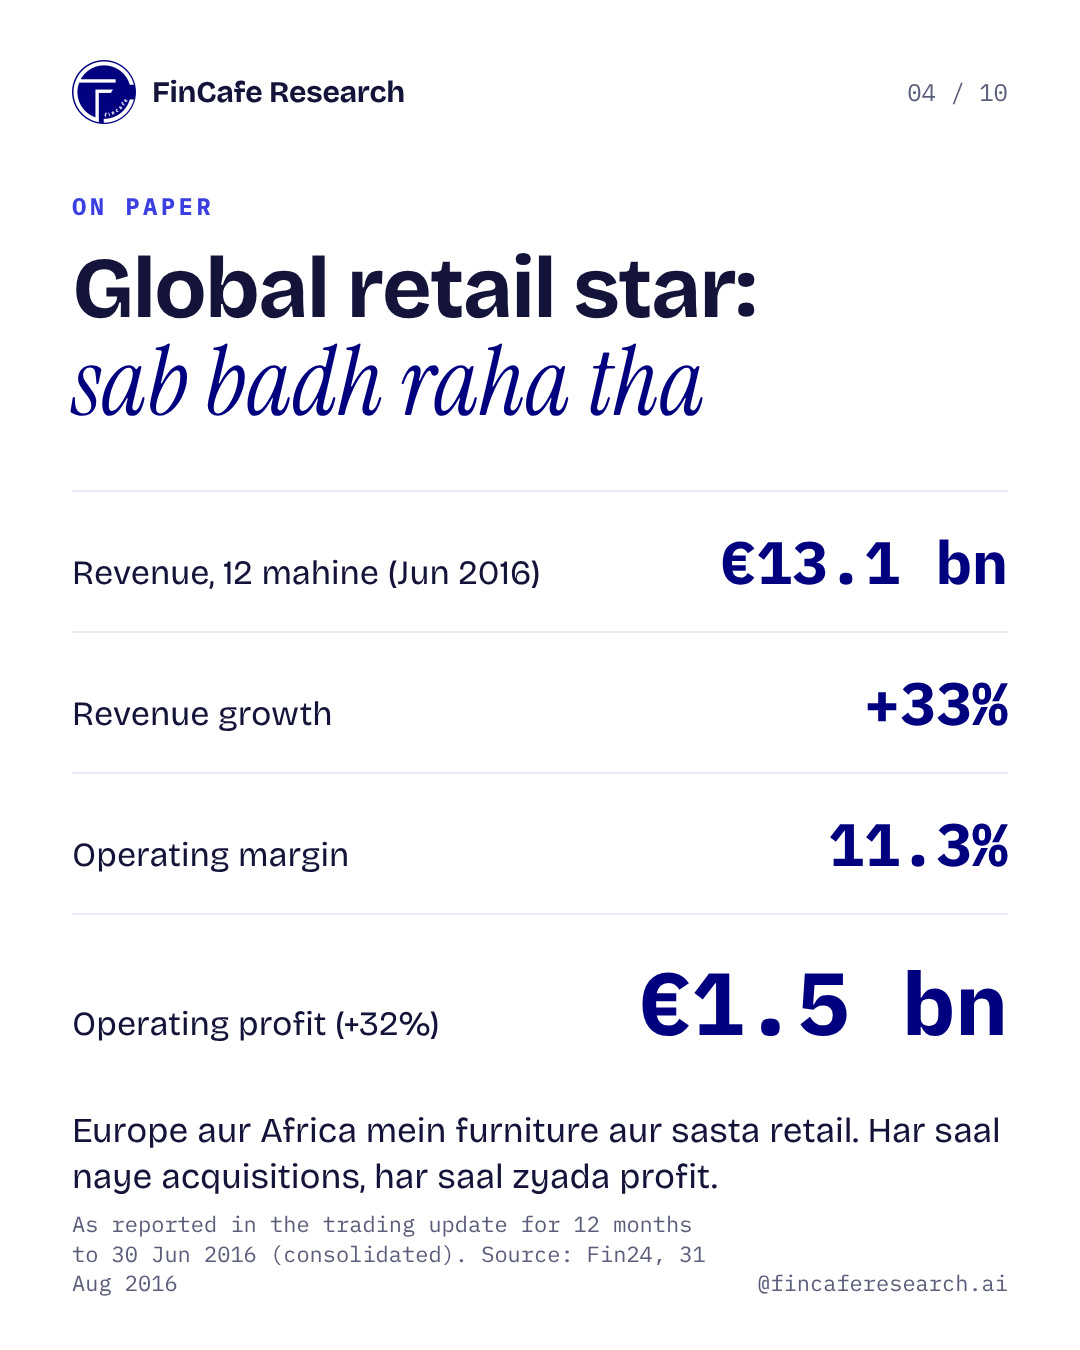 FinCafe Research
04 / 10
ON PAPER
Global retail star:
sab badh raha tha
Revenue, 12 mahine (Jun 2016)
€13.1 bn
Revenue growth
+33%
Operating margin
11.3%
Operating profit (+32%)
€1.5 bn
Europe aur Africa mein furniture aur sasta retail. Har saal
naye acquisitions, har saal zyada profit.
As reported in the trading update for 12 months
to 30 Jun 2016 (consolidated). Source: Fin24, 31
Aug 2016
@fincaferesearch.ai